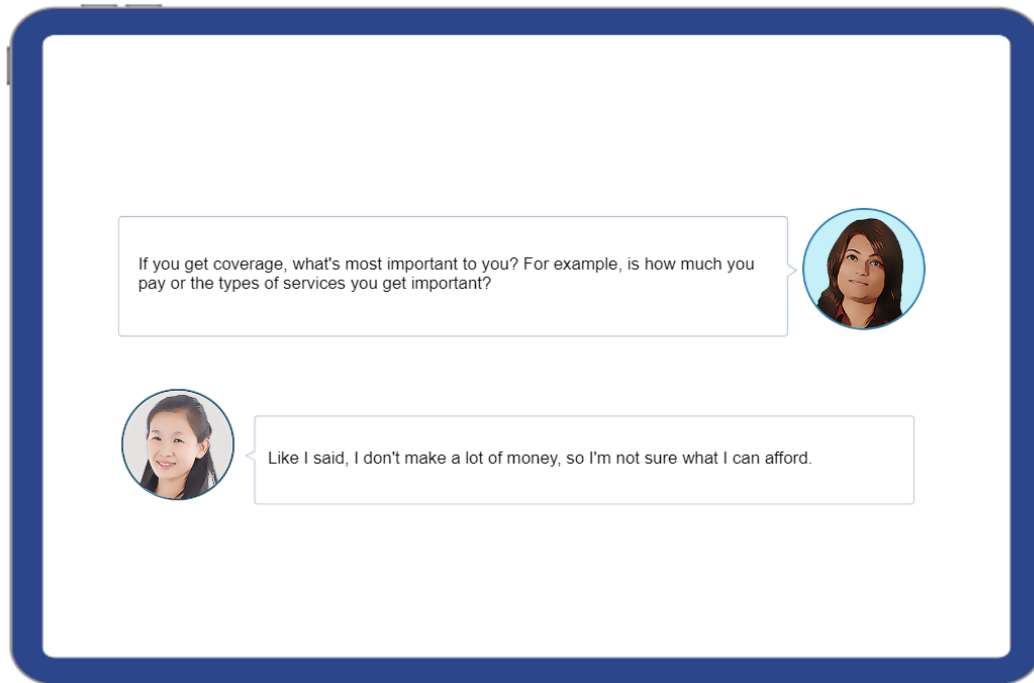 If you get coverage, what's most important to you? For example, is how much you
pay or the types of services you get important?
Like I said, I don't make a lot of money, so I'm not sure what I can afford.